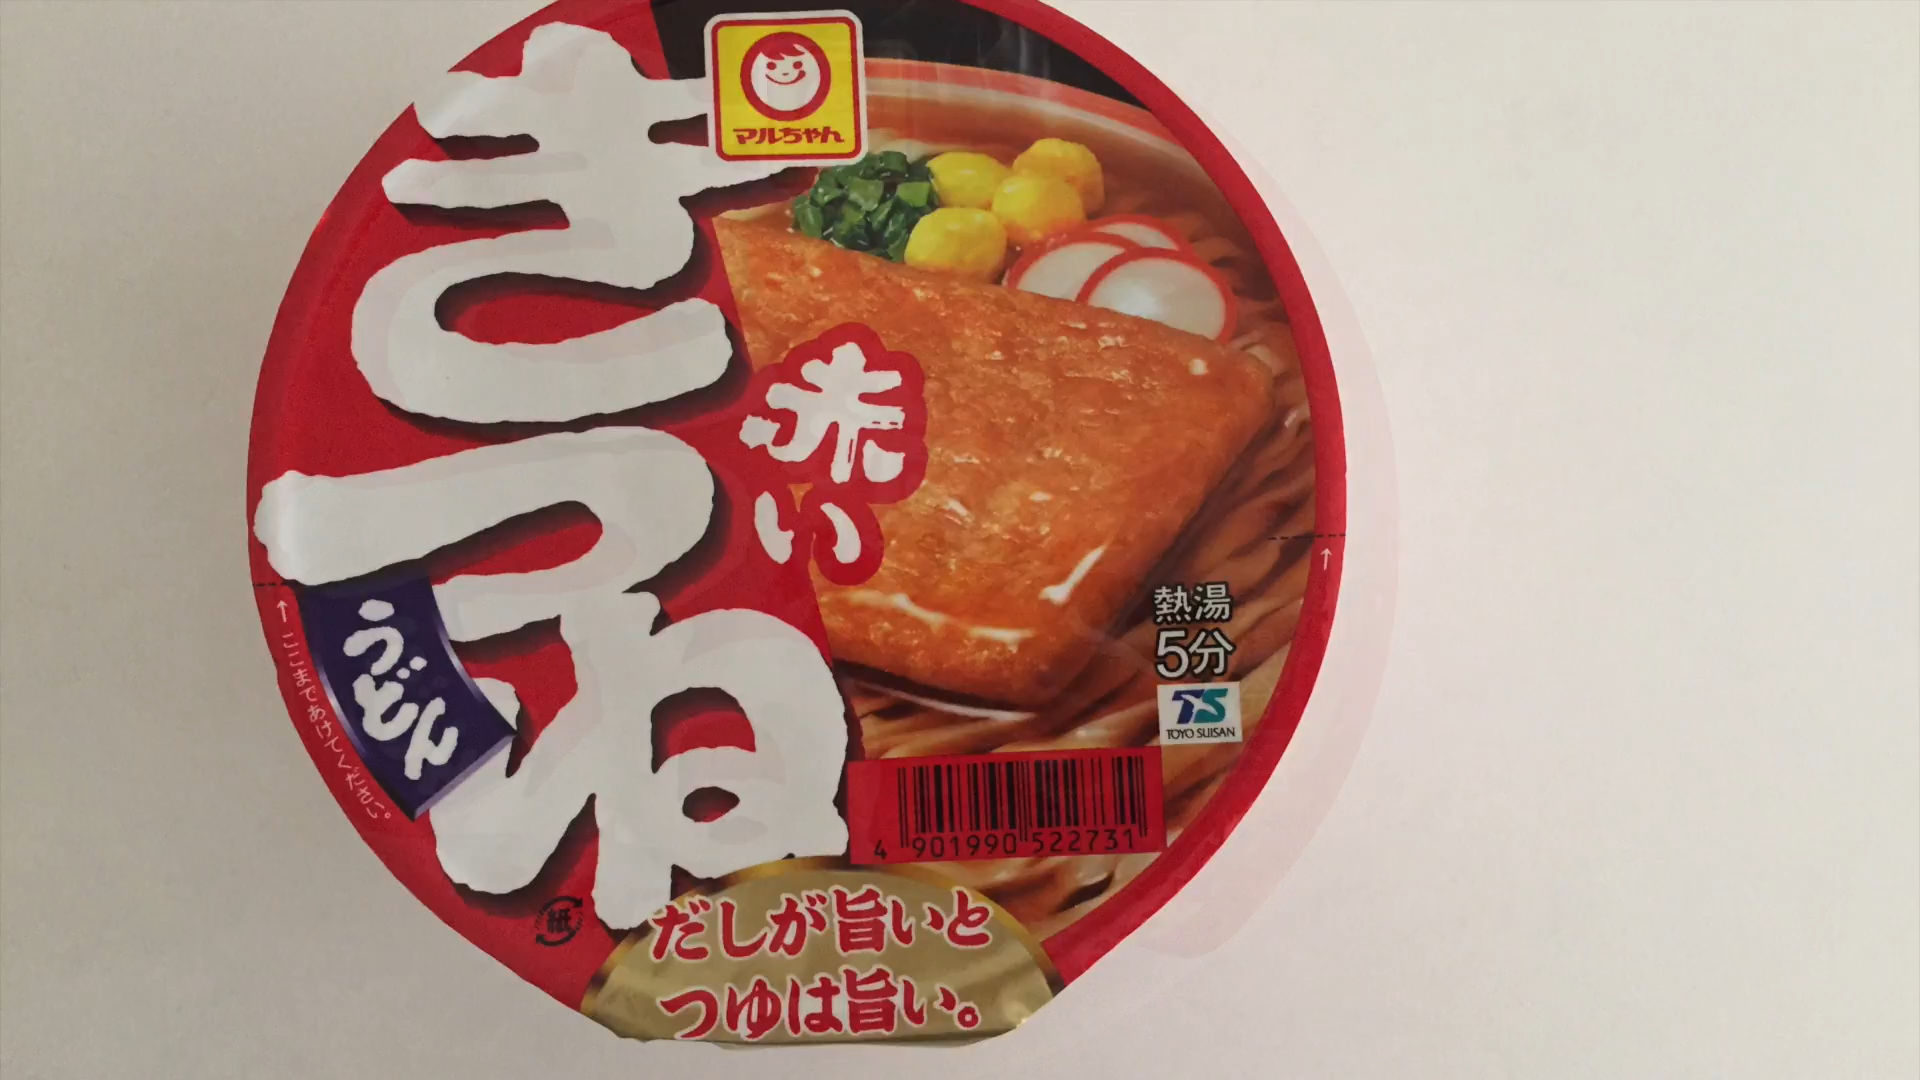 マルちゃん
赤い
きつね
うどん
熱湯
5分
TS
TOYO SUISAN
↑ここまであけてください。
↑
4 901990 522731
紙
だしが旨いと
つゆは旨い。